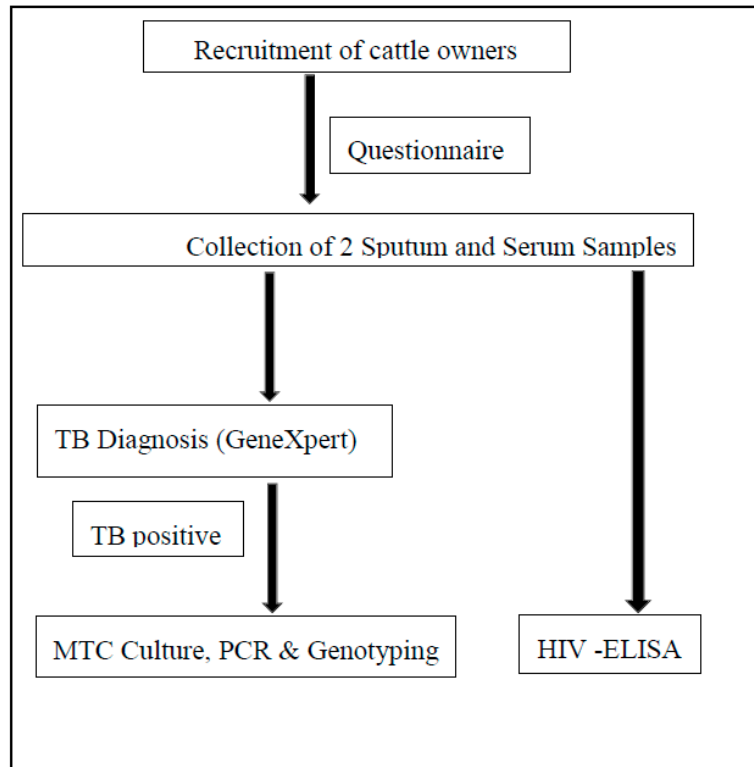 Recruitment of cattle owners
Questionnaire
Collection of 2 Sputum and Serum Samples
TB Diagnosis (GeneXpert)
TB positive
MTC Culture, PCR & Genotyping
HIV -ELISA